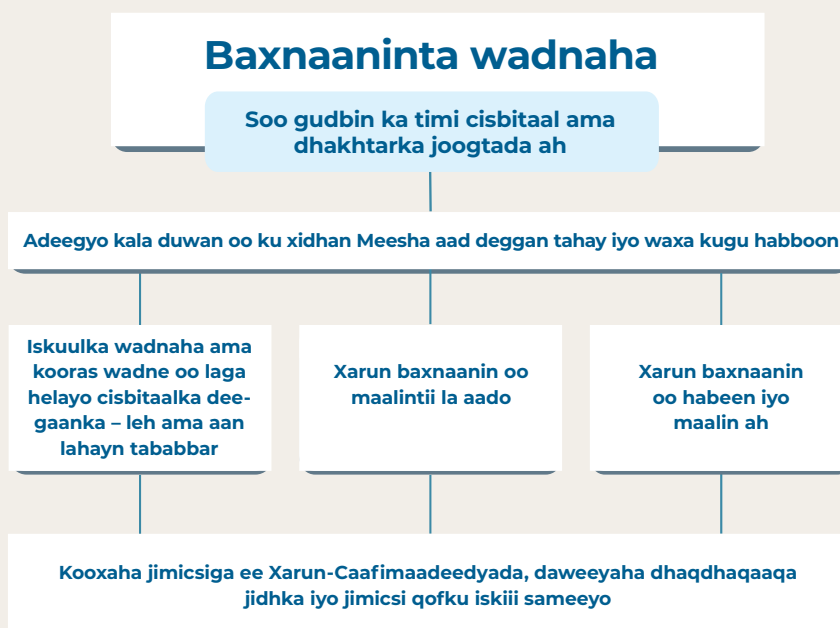 Baxnaaninta wadnaha
Soo gudbin ka timi cisbitaal ama
dhakhtarka joogtada ah
Adeegyo kala duwan oo ku xidhan Meesha aad deggan tahay iyo waxa kugu habboon
Iskuulka wadnaha ama
kooras wadne oo laga
helayo cisbitaalka dee-
gaanka – leh ama aan
lahayn tababbar
Xarun baxnaanin oo
maalintii la aado
Xarun baxnaanin
oo habeen iyo
maalin ah
Kooxaha jimicsiga ee Xarun-Caafimaadeedyada, daweeyaha dhaqdhaqaaqa
jidhka iyo jimicsi qofku iskiii sameeyo